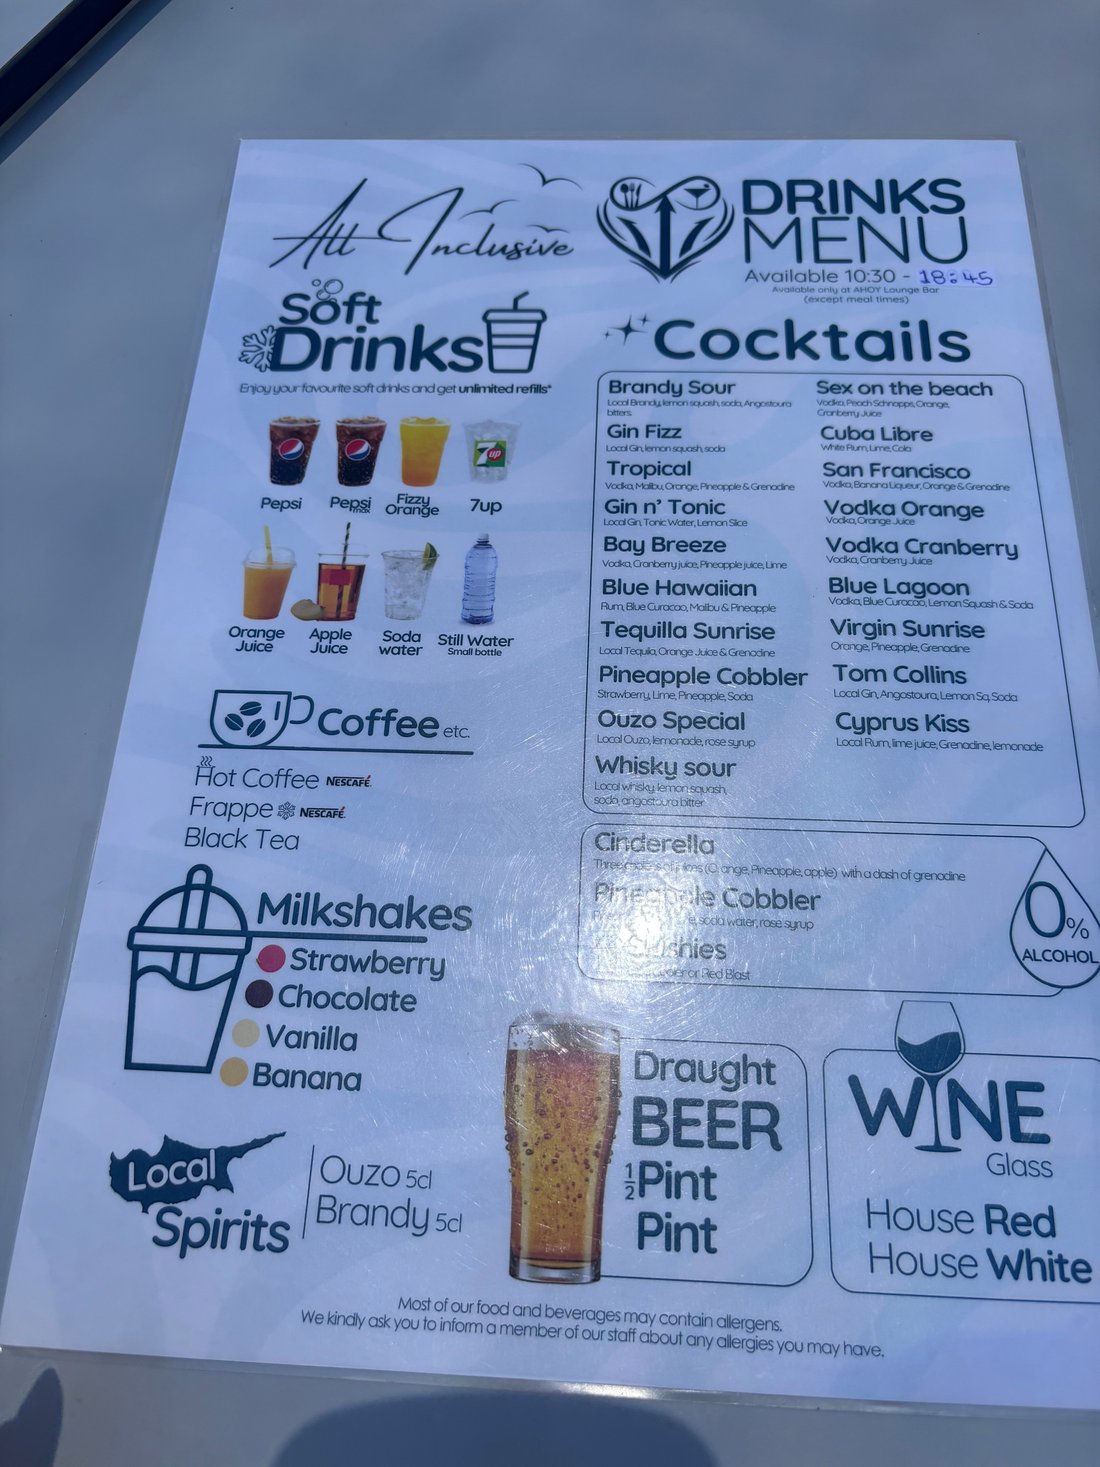 All Inclusive
DRINKS
MENU
Available 10:30 - 18:45
Available only at AHOY Lounge Bar
(except meal times)
Soft
Drinks
Enjoy your favourite soft drinks and get unlimited refills*
Pepsi
Pepsi max
Fizzy Orange
7up
Orange Juice
Apple Juice
Soda water
Still Water
Small bottle
Coffee etc.
Hot Coffee NESCAFÉ.
Frappe NESCAFÉ.
Black Tea
Milkshakes
Strawberry
Chocolate
Vanilla
Banana
Local
Spirits
Ouzo 5cl
Brandy 5cl
Cocktails
Brandy Sour
Local Brandy, lemon squash, soda, Angostoura
bitters.
Gin Fizz
Local Gin, lemon squash, soda
Tropical
Vodka, Malibu, Orange, Pineapple & Grenadine
Gin n' Tonic
Local Gin, Tonic Water, Lemon Slice
Bay Breeze
Vodka, Cranberry juice, Pineapple juice, Lime
Blue Hawaiian
Rum, Blue Curacao, Malibu & Pineapple
Tequilla Sunrise
Local Tequila, Orange Juice & Grenadine
Pineapple Cobbler
Strawberry, Lime, Pineapple, Soda
Ouzo Special
Local Ouzo, lemonade, rose syrup
Whisky sour
Local whisky, lemon squash,
soda, angostoura bitter
Sex on the beach
Vodka, Peach Schnapps, Orange,
Cranberry Juice
Cuba Libre
White Rum, Lime, Cola
San Francisco
Vodka, Banana Liqueur, Orange & Grenadine
Vodka Orange
Vodka, Orange Juice
Vodka Cranberry
Vodka, Cranberry Juice
Blue Lagoon
Vodka, Blue Curacao, Lemon Squash & Soda
Virgin Sunrise
Orange, Pineapple, Grenadine
Tom Collins
Local Gin, Angostoura, Lemon Sq, Soda
Cyprus Kiss
Local Rum, lime juice, Grenadine, lemonade
Cinderella
(Orange, Pineapple, apple) with a dash of grenadine
Pineapple Cobbler
soda water, rose syrup
Slushies
or Red Blast
0%
ALCOHOL
Draught
BEER
½ Pint
Pint
WINE
Glass
House Red
House White
Most of our food and beverages may contain allergens.
We kindly ask you to inform a member of our staff about any allergies you may have.